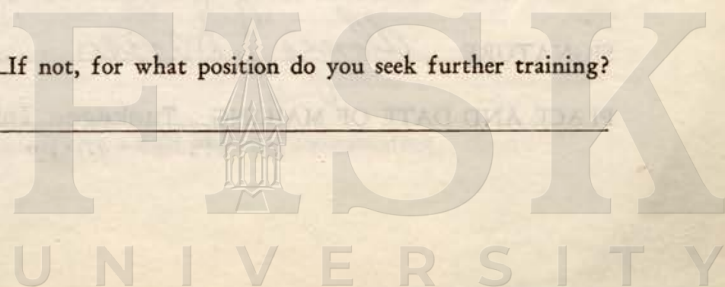 If not, for what position do you seek further training?
FISK
UNIVERSITY